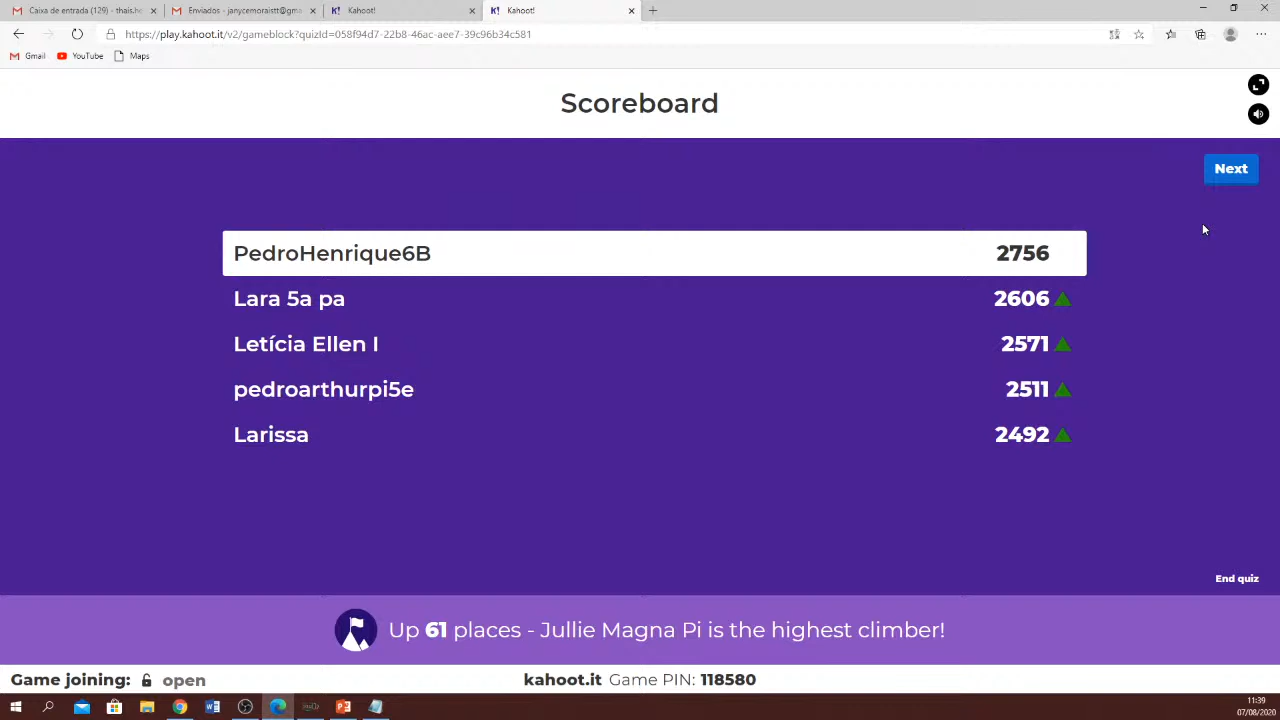 Caixa de entrada (129) - thais.he
Enviados - janycemoraistt@gm
Kahoot!
Kahoot!
https://play.kahoot.it/v2/gameblock?quizId=058f94d7-22b8-46ac-aee7-39c96b34c581
Gmail YouTube Maps
Scoreboard
Next
PedroHenrique6B 2756
Lara 5a pa 2606
Letícia Ellen I 2571
pedroarthurpi5e 2511
Larissa 2492
End quiz
Up 61 places - Jullie Magna Pi is the highest climber!
Game joining: open kahoot.it Game PIN: 118580
11:39
07/08/2020